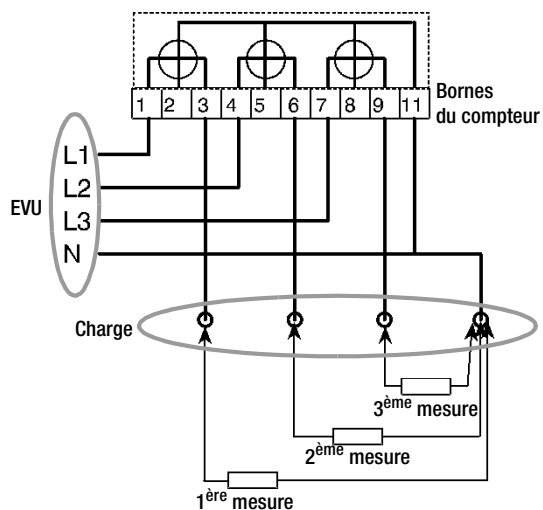 1 2 3 4 5 6 7 8 9 11
Bornes
du compteur
L1
L2
EVU
L3
N
Charge
3ème mesure
2ème mesure
1ère mesure